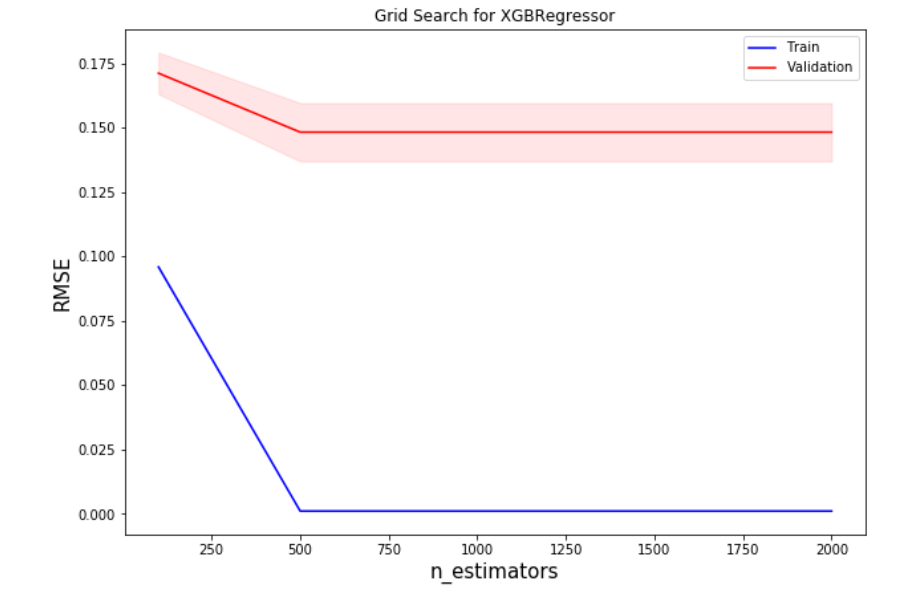 Grid Search for XGBRegressor
Train
Validation
0.175
0.150
0.125
0.100
0.075
0.050
0.025
0.000
RMSE
250 500 750 1000 1250 1500 1750 2000
n_estimators